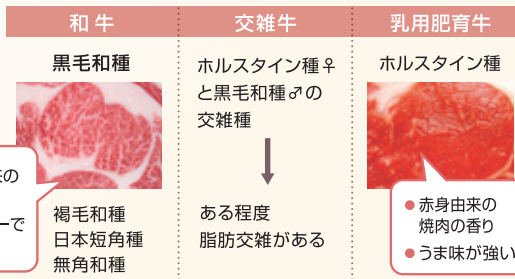 和牛
交雑牛
乳用肥育牛
黒毛和種
来の
ーで
褐毛和種
日本短角種
無角和種
ホルスタイン種♀
と黒毛和種♂の
交雑種
ある程度
脂肪交雑がある
ホルスタイン種
●赤身由来の
焼肉の香り
●うま味が強い